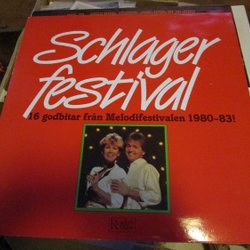 Schlager
festival
16 godbitar från Melodifestivalen 1980-83!